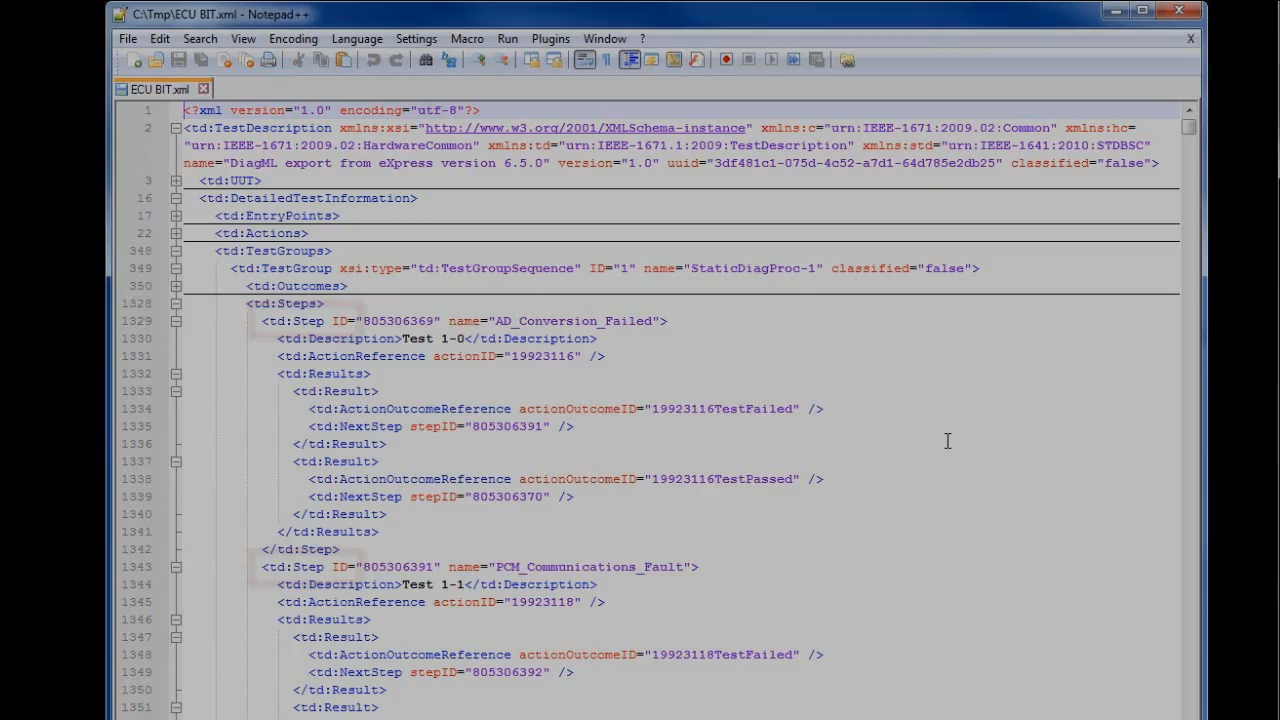 C:\Tmp\ECU BIT.xml - Notepad++
File Edit Search View Encoding Language Settings Macro Run Plugins Window ? X
ECU BIT.xml
1 <?xml version="1.0" encoding="utf-8"?>
2 <td:TestDescription xmlns:xsi="http://www.w3.org/2001/XMLSchema-instance" xmlns:c="urn:IEEE-1671:2009.02:Common" xmlns:hc=
"urn:IEEE-1671:2009.02:HardwareCommon" xmlns:td="urn:IEEE-1671.1:2009:TestDescription" xmlns:std="urn:IEEE-1641:2010:STDBSC"
name="DiagML export from eXpress version 6.5.0" version="1.0" uuid="3df481c1-075d-4c52-a7d1-64d785e2db25" classified="false">
3 <td:UUT>
16 <td:DetailedTestInformation>
17 <td:EntryPoints>
22 <td:Actions>
348 <td:TestGroups>
349 <td:TestGroup xsi:type="td:TestGroupSequence" ID="1" name="StaticDiagProc-1" classified="false">
350 <td:Outcomes>
1328 <td:Steps>
1329 <td:Step ID="805306369" name="AD_Conversion_Failed">
1330 <td:Description>Test 1-0</td:Description>
1331 <td:ActionReference actionID="19923116" />
1332 <td:Results>
1333 <td:Result>
1334 <td:ActionOutcomeReference actionOutcomeID="19923116TestFailed" />
1335 <td:NextStep stepID="805306391" />
1336 </td:Result>
1337 <td:Result>
1338 <td:ActionOutcomeReference actionOutcomeID="19923116TestPassed" />
1339 <td:NextStep stepID="805306370" />
1340 </td:Result>
1341 </td:Results>
1342 </td:Step>
1343 <td:Step ID="805306391" name="PCM_Communications_Fault">
1344 <td:Description>Test 1-1</td:Description>
1345 <td:ActionReference actionID="19923118" />
1346 <td:Results>
1347 <td:Result>
1348 <td:ActionOutcomeReference actionOutcomeID="19923118TestFailed" />
1349 <td:NextStep stepID="805306392" />
1350 </td:Result>
1351 <td:Result>